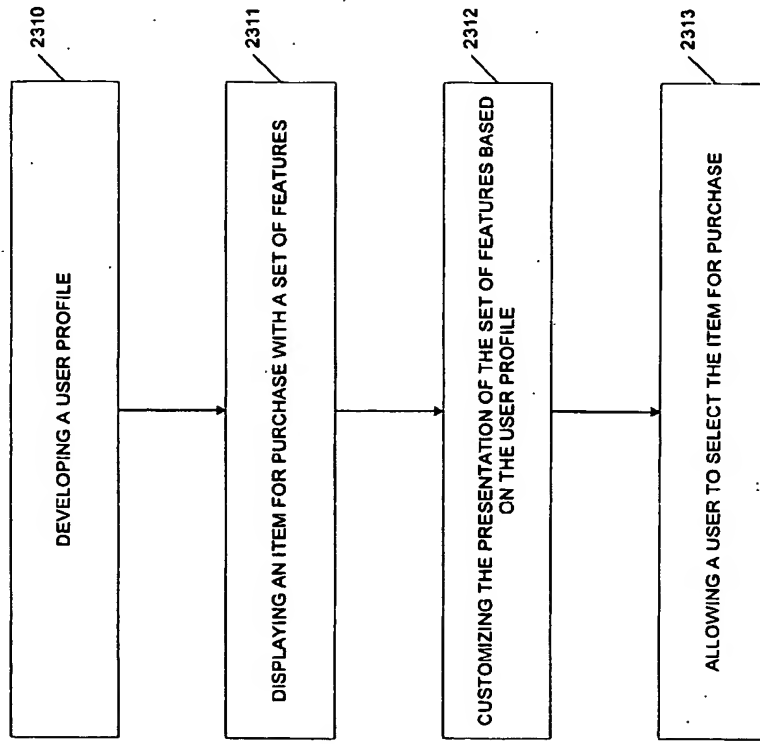 2310
DEVELOPING A USER PROFILE
2311
DISPLAYING AN ITEM FOR PURCHASE WITH A SET OF FEATURES
2312
CUSTOMIZING THE PRESENTATION OF THE SET OF FEATURES BASED
ON THE USER PROFILE
2313
ALLOWING A USER TO SELECT THE ITEM FOR PURCHASE